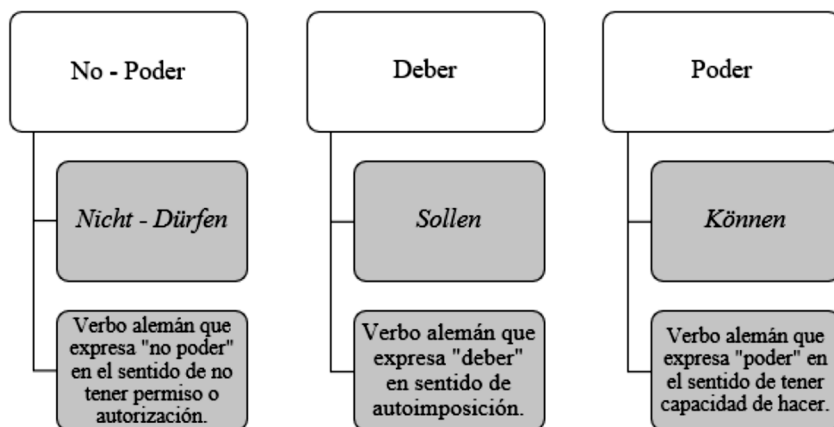 No - Poder
Nicht - Dürfen
Verbo alemán que
expresa "no poder"
en el sentido de no
tener permiso o
autorización.
Deber
Sollen
Verbo alemán que
expresa "deber"
en sentido de
autoimposición.
Poder
Können
Verbo alemán que
expresa "poder" en
el sentido de tener
capacidad de hacer.